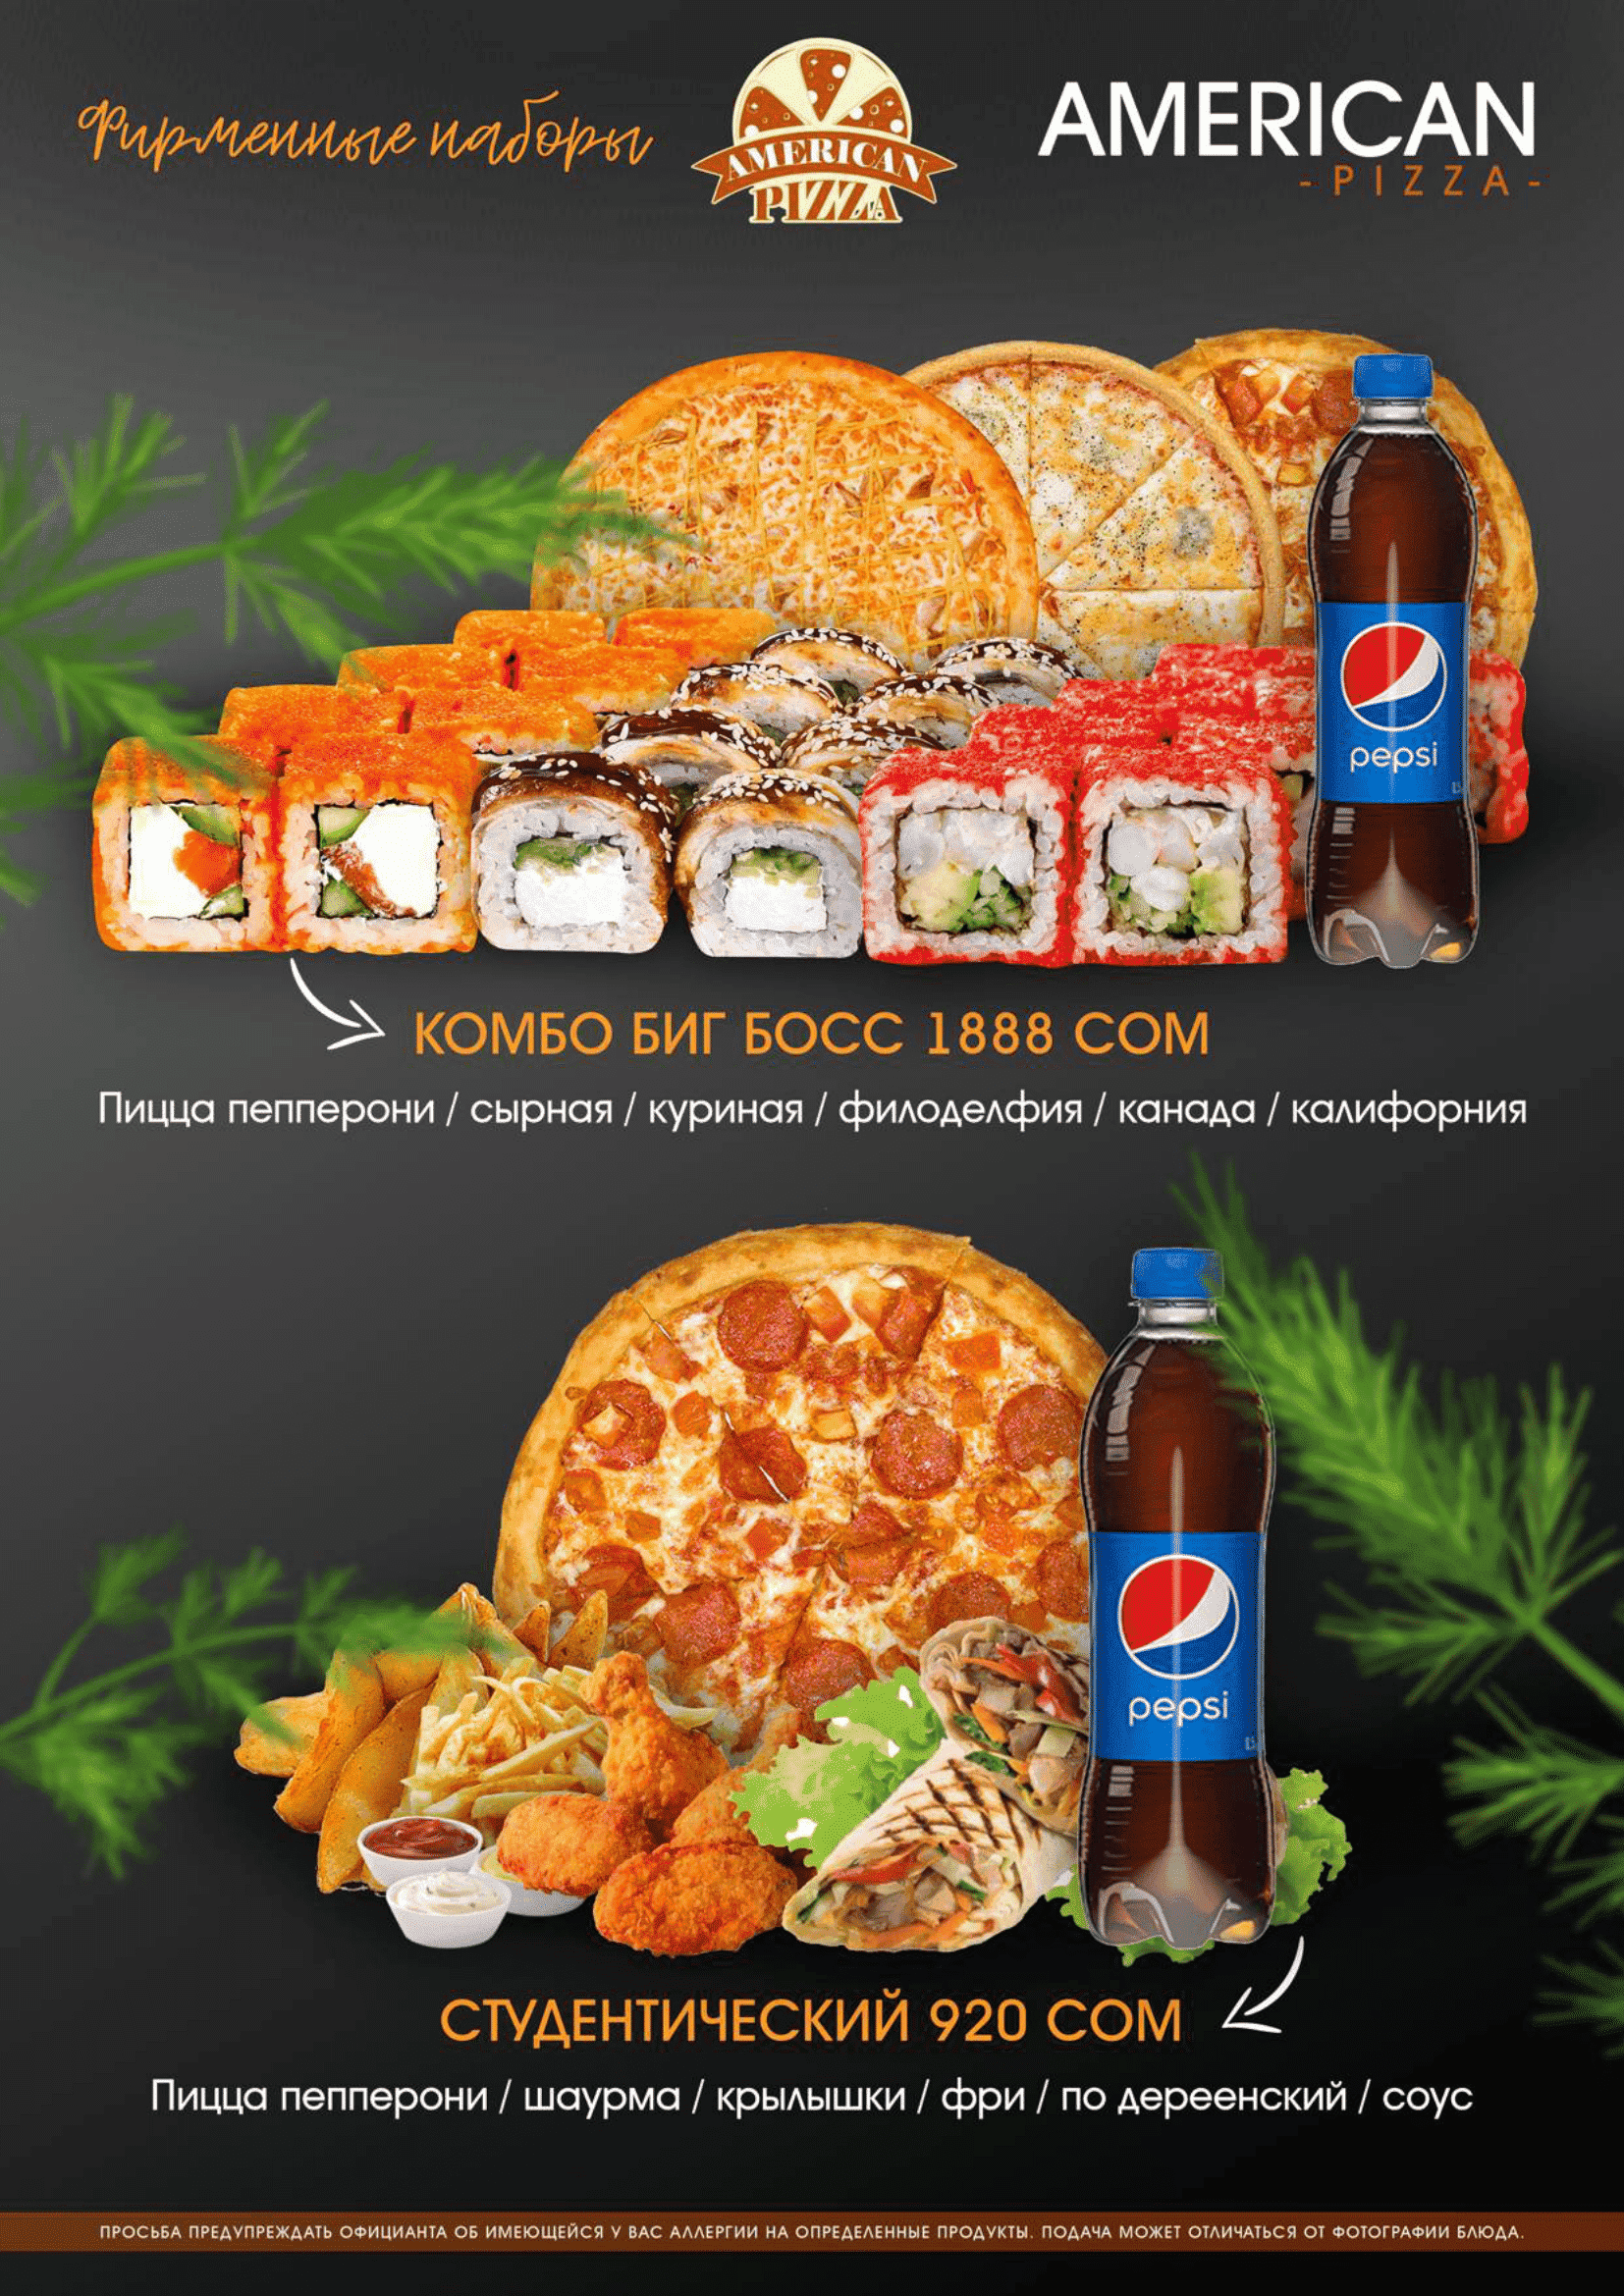 Фирменные наборы
AMERICAN
PIZZA
AMERICAN
- PIZZA -
pepsi
КОМБО БИГ БОСС 1888 СОМ
Пицца пепперони / сырная / куриная / филоделфия / канада / калифорния
pepsi
СТУДЕНТИЧЕСКИЙ 920 СОМ
Пицца пепперони / шаурма / крылышки / фри / по дереенский / соус
ПРОСЬБА ПРЕДУПРЕЖДАТЬ ОФИЦИАНТА ОБ ИМЕЮЩЕЙСЯ У ВАС АЛЛЕРГИИ НА ОПРЕДЕЛЕННЫЕ ПРОДУКТЫ. ПОДАЧА МОЖЕТ ОТЛИЧАТЬСЯ ОТ ФОТОГРАФИИ БЛЮДА.